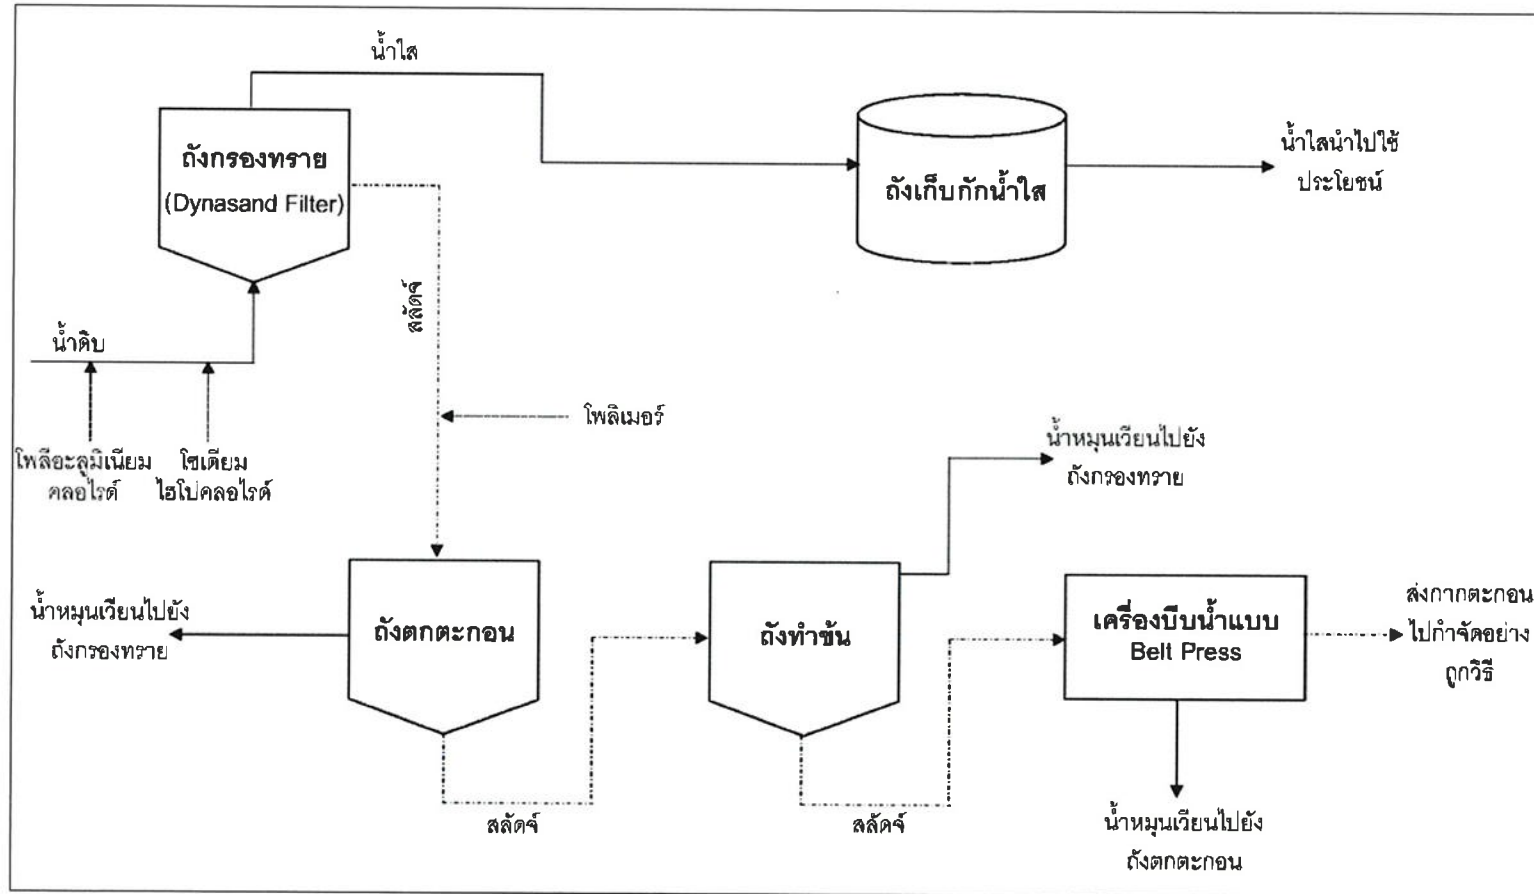 น้ำใส
ถังกรองทราย
(Dynasand Filter)
ถังเก็บกักน้ำใส
น้ำใสนำไปใช้
ประโยชน์
สลัดจ์
น้ำดิบ
โพลีอะลูมิเนียม
คลอไรด์
โซเดียม
ไฮโปคลอไรด์
โพลิเมอร์
น้ำหมุนเวียนไปยัง
ถังกรองทราย
น้ำหมุนเวียนไปยัง
ถังกรองทราย
ถังตกตะกอน
ถังทำข้น
เครื่องบีบน้ำแบบ
Belt Press
ส่งกากตะกอน
ไปกำจัดอย่าง
ถูกวิธี
สลัดจ์
สลัดจ์
น้ำหมุนเวียนไปยัง
ถังตกตะกอน